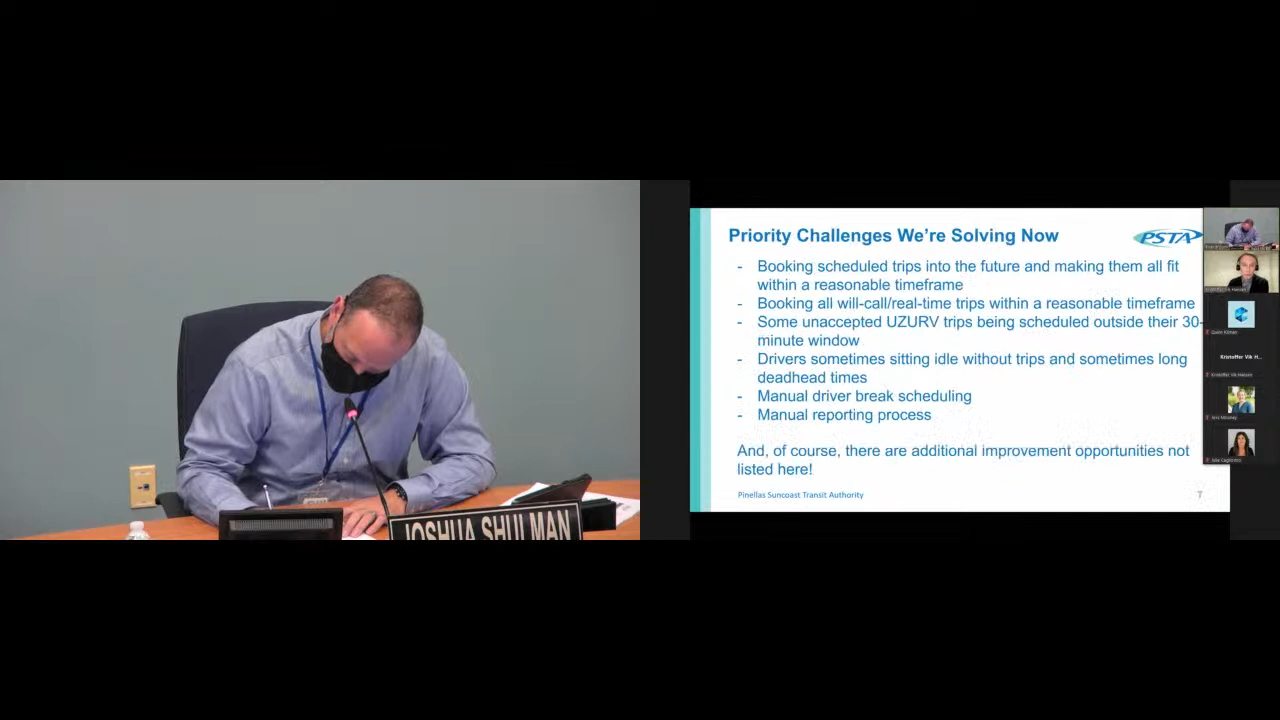 JOSHUA SHULMAN
Priority Challenges We're Solving Now
PSTA
- Booking scheduled trips into the future and making them all fit
within a reasonable timeframe
- Booking all will-call/real-time trips within a reasonable timeframe
- Some unaccepted UZURV trips being scheduled outside their 30-
minute window
- Drivers sometimes sitting idle without trips and sometimes long
deadhead times
- Manual driver break scheduling
- Manual reporting process
And, of course, there are additional improvement opportunities not
listed here!
Pinellas Suncoast Transit Authority
7
Kristoffer Vik H...